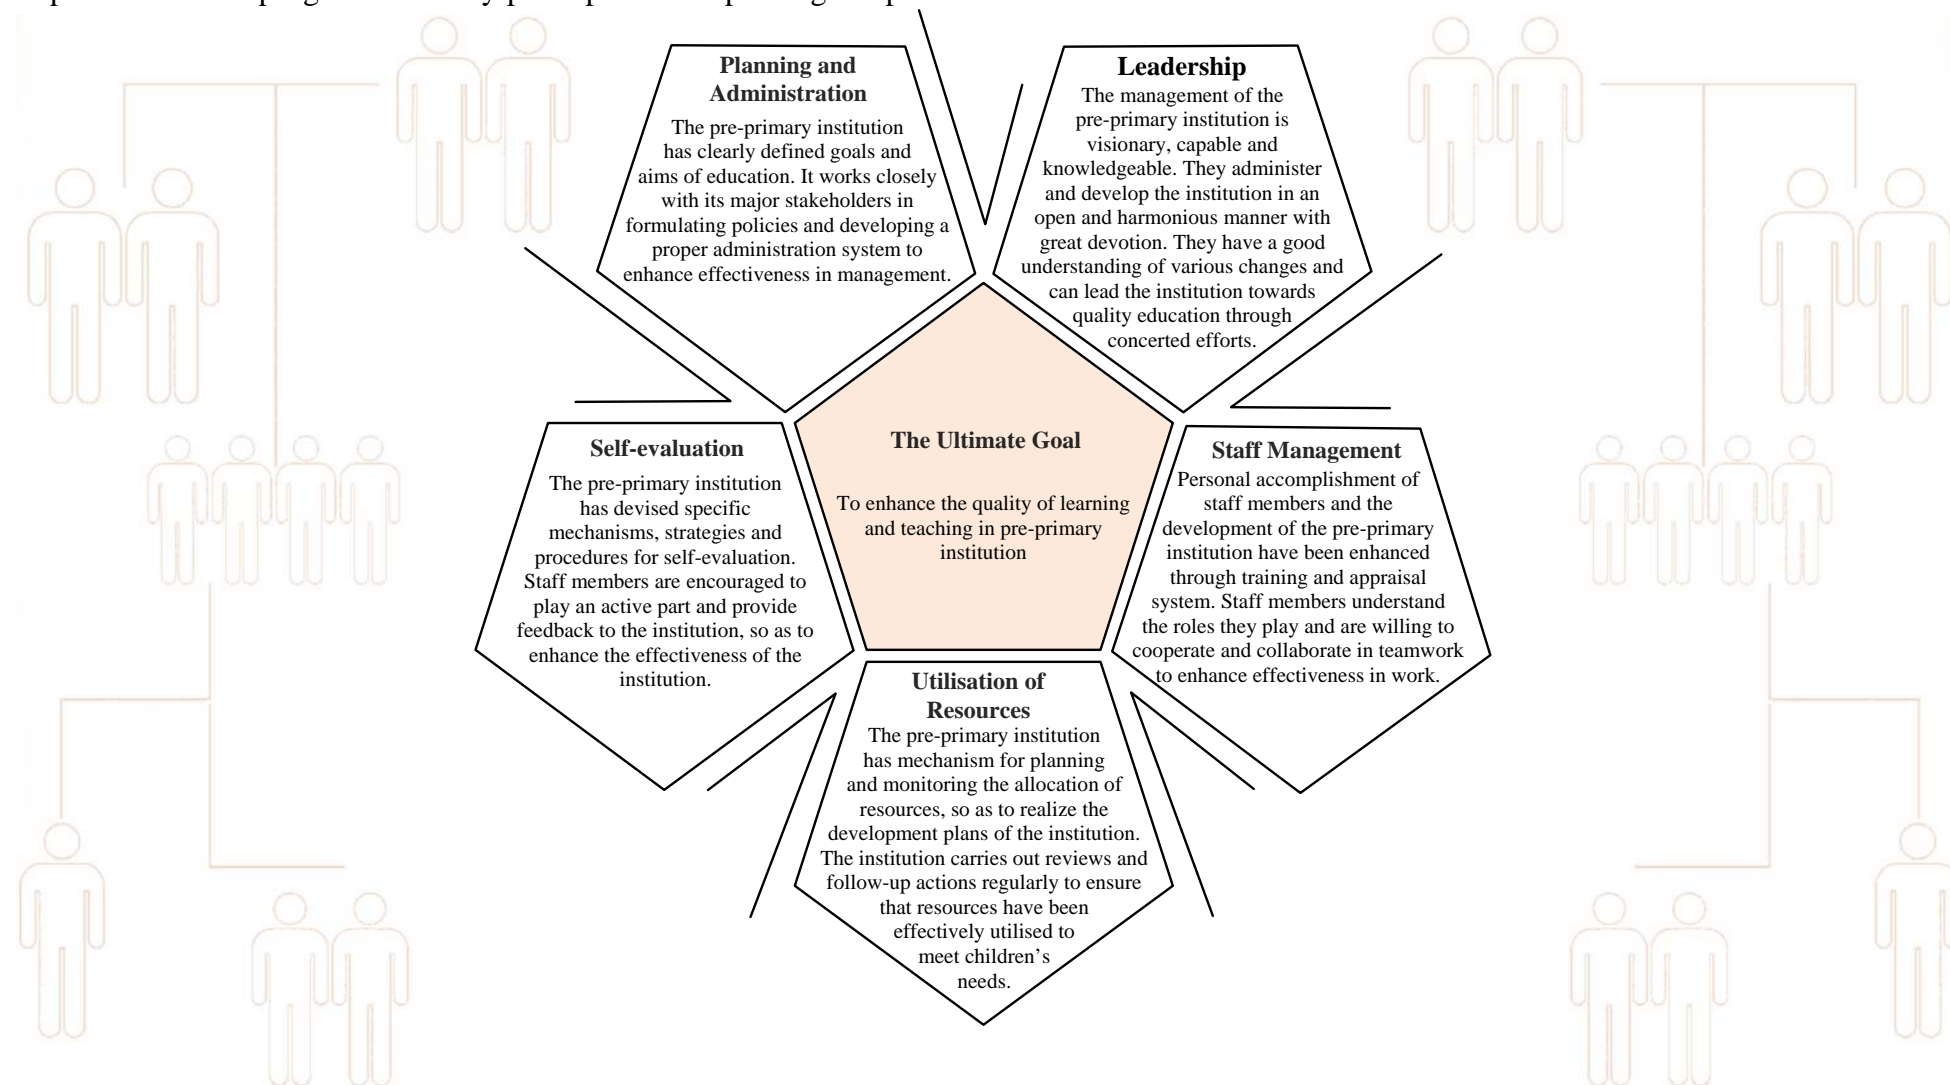 Planning and
Administration
The pre-primary institution
has clearly defined goals and
aims of education. It works closely
with its major stakeholders in
formulating policies and developing a
proper administration system to
enhance effectiveness in management.
Leadership
The management of the
pre-primary institution is
visionary, capable and
knowledgeable. They administer
and develop the institution in an
open and harmonious manner with
great devotion. They have a good
understanding of various changes and
can lead the institution towards
quality education through
concerted efforts.
Self-evaluation
The pre-primary institution
has devised specific
mechanisms, strategies and
procedures for self-evaluation.
Staff members are encouraged to
play an active part and provide
feedback to the institution, so as to
enhance the effectiveness of the
institution.
The Ultimate Goal
To enhance the quality of learning
and teaching in pre-primary
institution
Staff Management
Personal accomplishment of
staff members and the
development of the pre-primary
institution have been enhanced
through training and appraisal
system. Staff members understand
the roles they play and are willing to
cooperate and collaborate in teamwork
to enhance effectiveness in work.
Utilisation of
Resources
The pre-primary institution
has mechanism for planning
and monitoring the allocation of
resources, so as to realize the
development plans of the institution.
The institution carries out reviews and
follow-up actions regularly to ensure
that resources have been
effectively utilised to
meet children’s
needs.